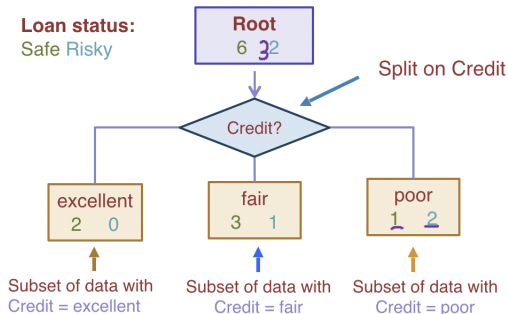 Loan status:
Safe Risky
Root
6 3 2
Split on Credit
Credit?
excellent
2 0
fair
3 1
poor
1 2
Subset of data with
Credit = excellent
Subset of data with
Credit = fair
Subset of data with
Credit = poor